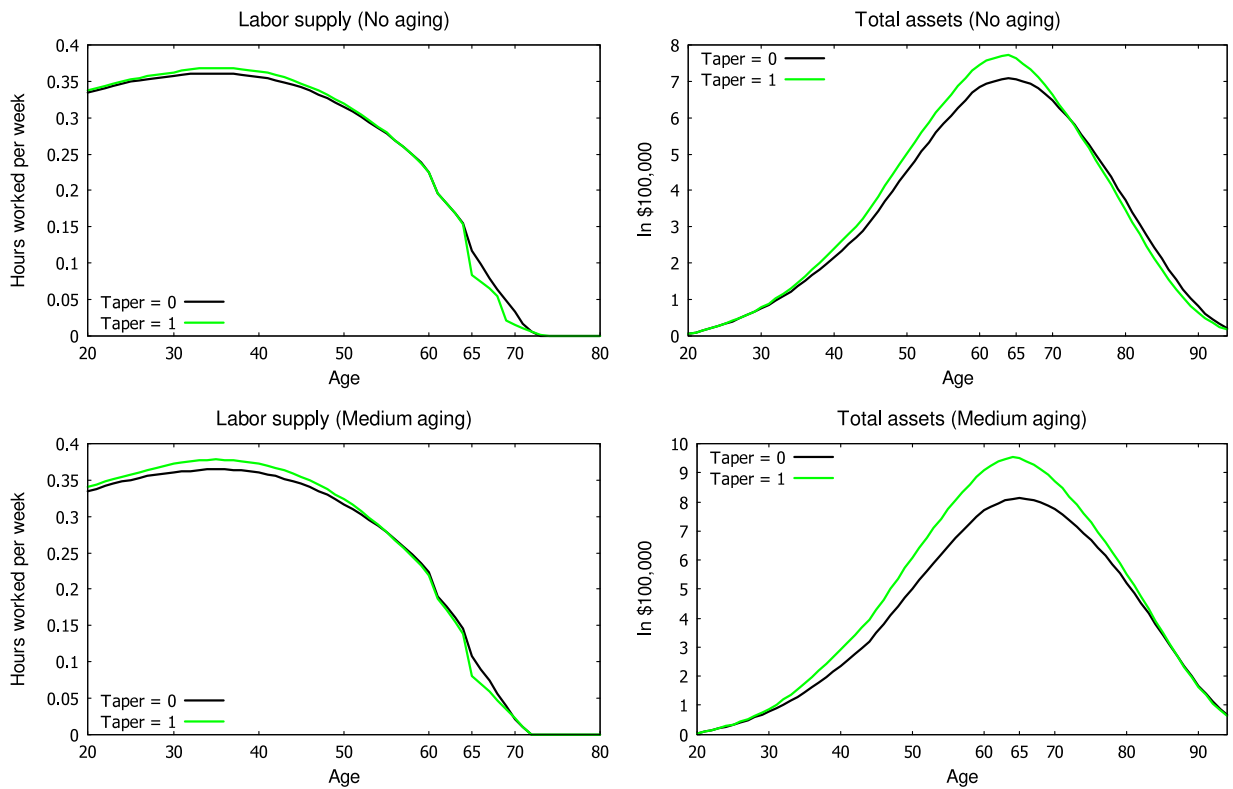 Labor supply (No aging)
0.4
0.35
0.3
0.25
0.2
0.15
0.1
0.05
0
Hours worked per week
Taper = 0
Taper = 1
20 30 40 50 60 65 70 80
Age
Total assets (No aging)
8
7
6
5
4
3
2
1
0
In $100,000
Taper = 0
Taper = 1
20 30 40 50 60 65 70 80 90
Age
Labor supply (Medium aging)
0.4
0.35
0.3
0.25
0.2
0.15
0.1
0.05
0
Hours worked per week
Taper = 0
Taper = 1
20 30 40 50 60 65 70 80
Age
Total assets (Medium aging)
10
9
8
7
6
5
4
3
2
1
0
In $100,000
Taper = 0
Taper = 1
20 30 40 50 60 65 70 80 90
Age